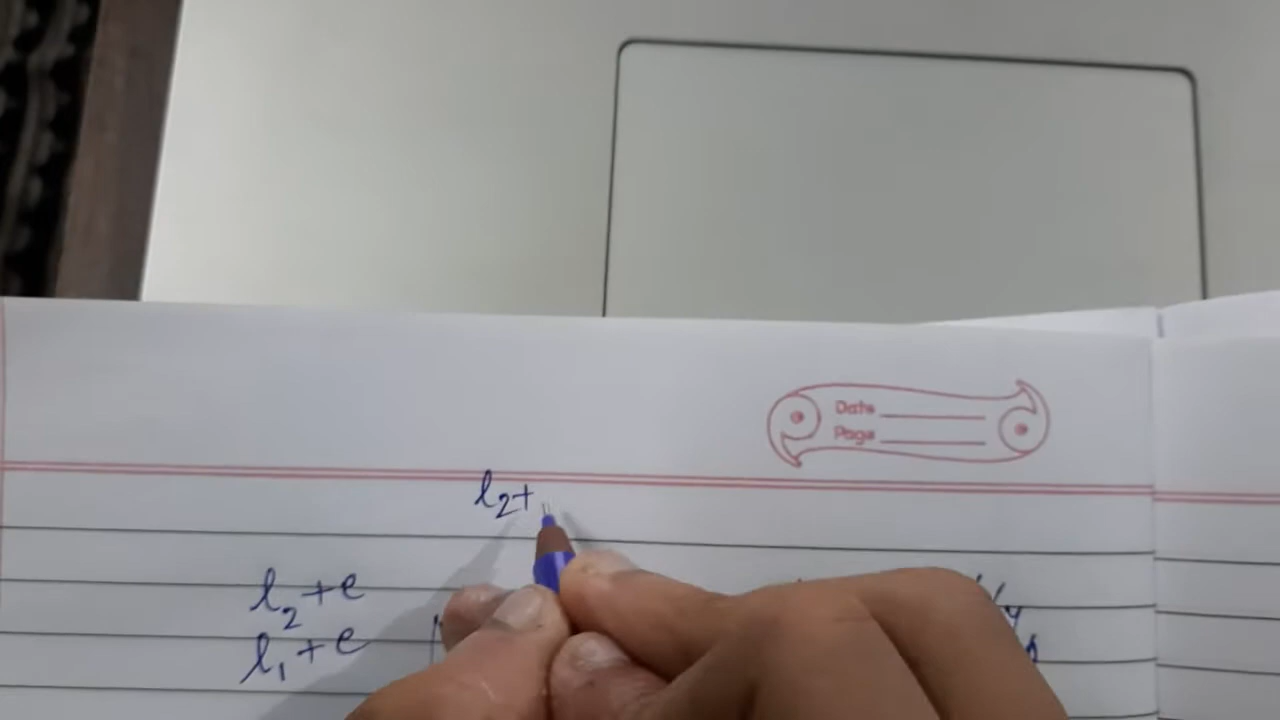 Date
Page
l₂+
l₂+e
l₁+e